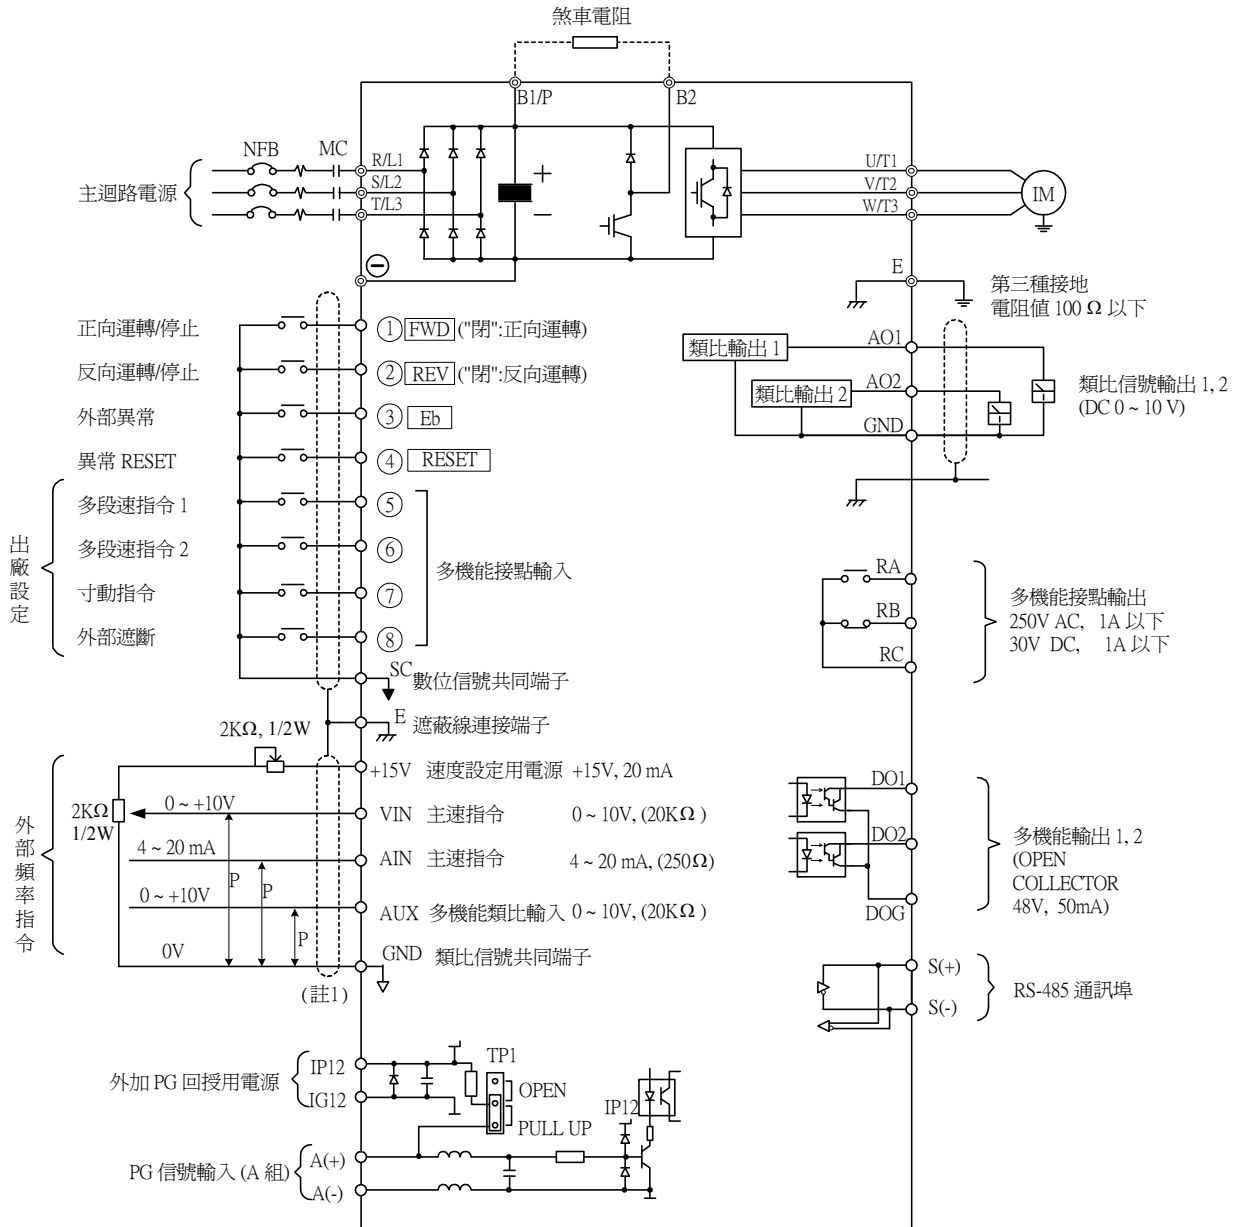 煞車電阻
B1/P
B2
NFB
MC
R/L1
S/L2
T/L3
主迴路電源
+
−
U/T1
V/T2
W/T3
IM
E
第三種接地
電阻值 100 Ω 以下
正向運轉/停止
① FWD ("閉":正向運轉)
反向運轉/停止
② REV ("閉":反向運轉)
外部異常
③ Eb
異常 RESET
④ RESET
出廠設定
多段速指令 1
⑤
多段速指令 2
⑥
寸動指令
⑦
外部遮斷
⑧
多機能接點輸入
SC
數位信號共同端子
E
遮蔽線連接端子
類比輸出 1
AO1
類比輸出 2
AO2
GND
類比信號輸出 1, 2
(DC 0 ~ 10 V)
RA
RB
RC
多機能接點輸出
250V AC, 1A 以下
30V DC, 1A 以下
2KΩ, 1/2W
+15V 速度設定用電源 +15V, 20 mA
外部頻率指令
2KΩ
1/2W
0 ~ +10V
VIN 主速指令 0 ~ 10V, (20KΩ )
4 ~ 20 mA
AIN 主速指令 4 ~ 20 mA, (250Ω)
0 ~ +10V
AUX 多機能類比輸入 0 ~ 10V, (20KΩ )
P
P
P
0V
GND 類比信號共同端子
(註1)
DO1
DO2
DOG
多機能輸出 1, 2
(OPEN
COLLECTOR
48V, 50mA)
S(+)
S(-)
RS-485 通訊埠
外加 PG 回授用電源
IP12
IG12
TP1
OPEN
PULL UP
IP12
PG 信號輸入 (A 組)
A(+)
A(-)